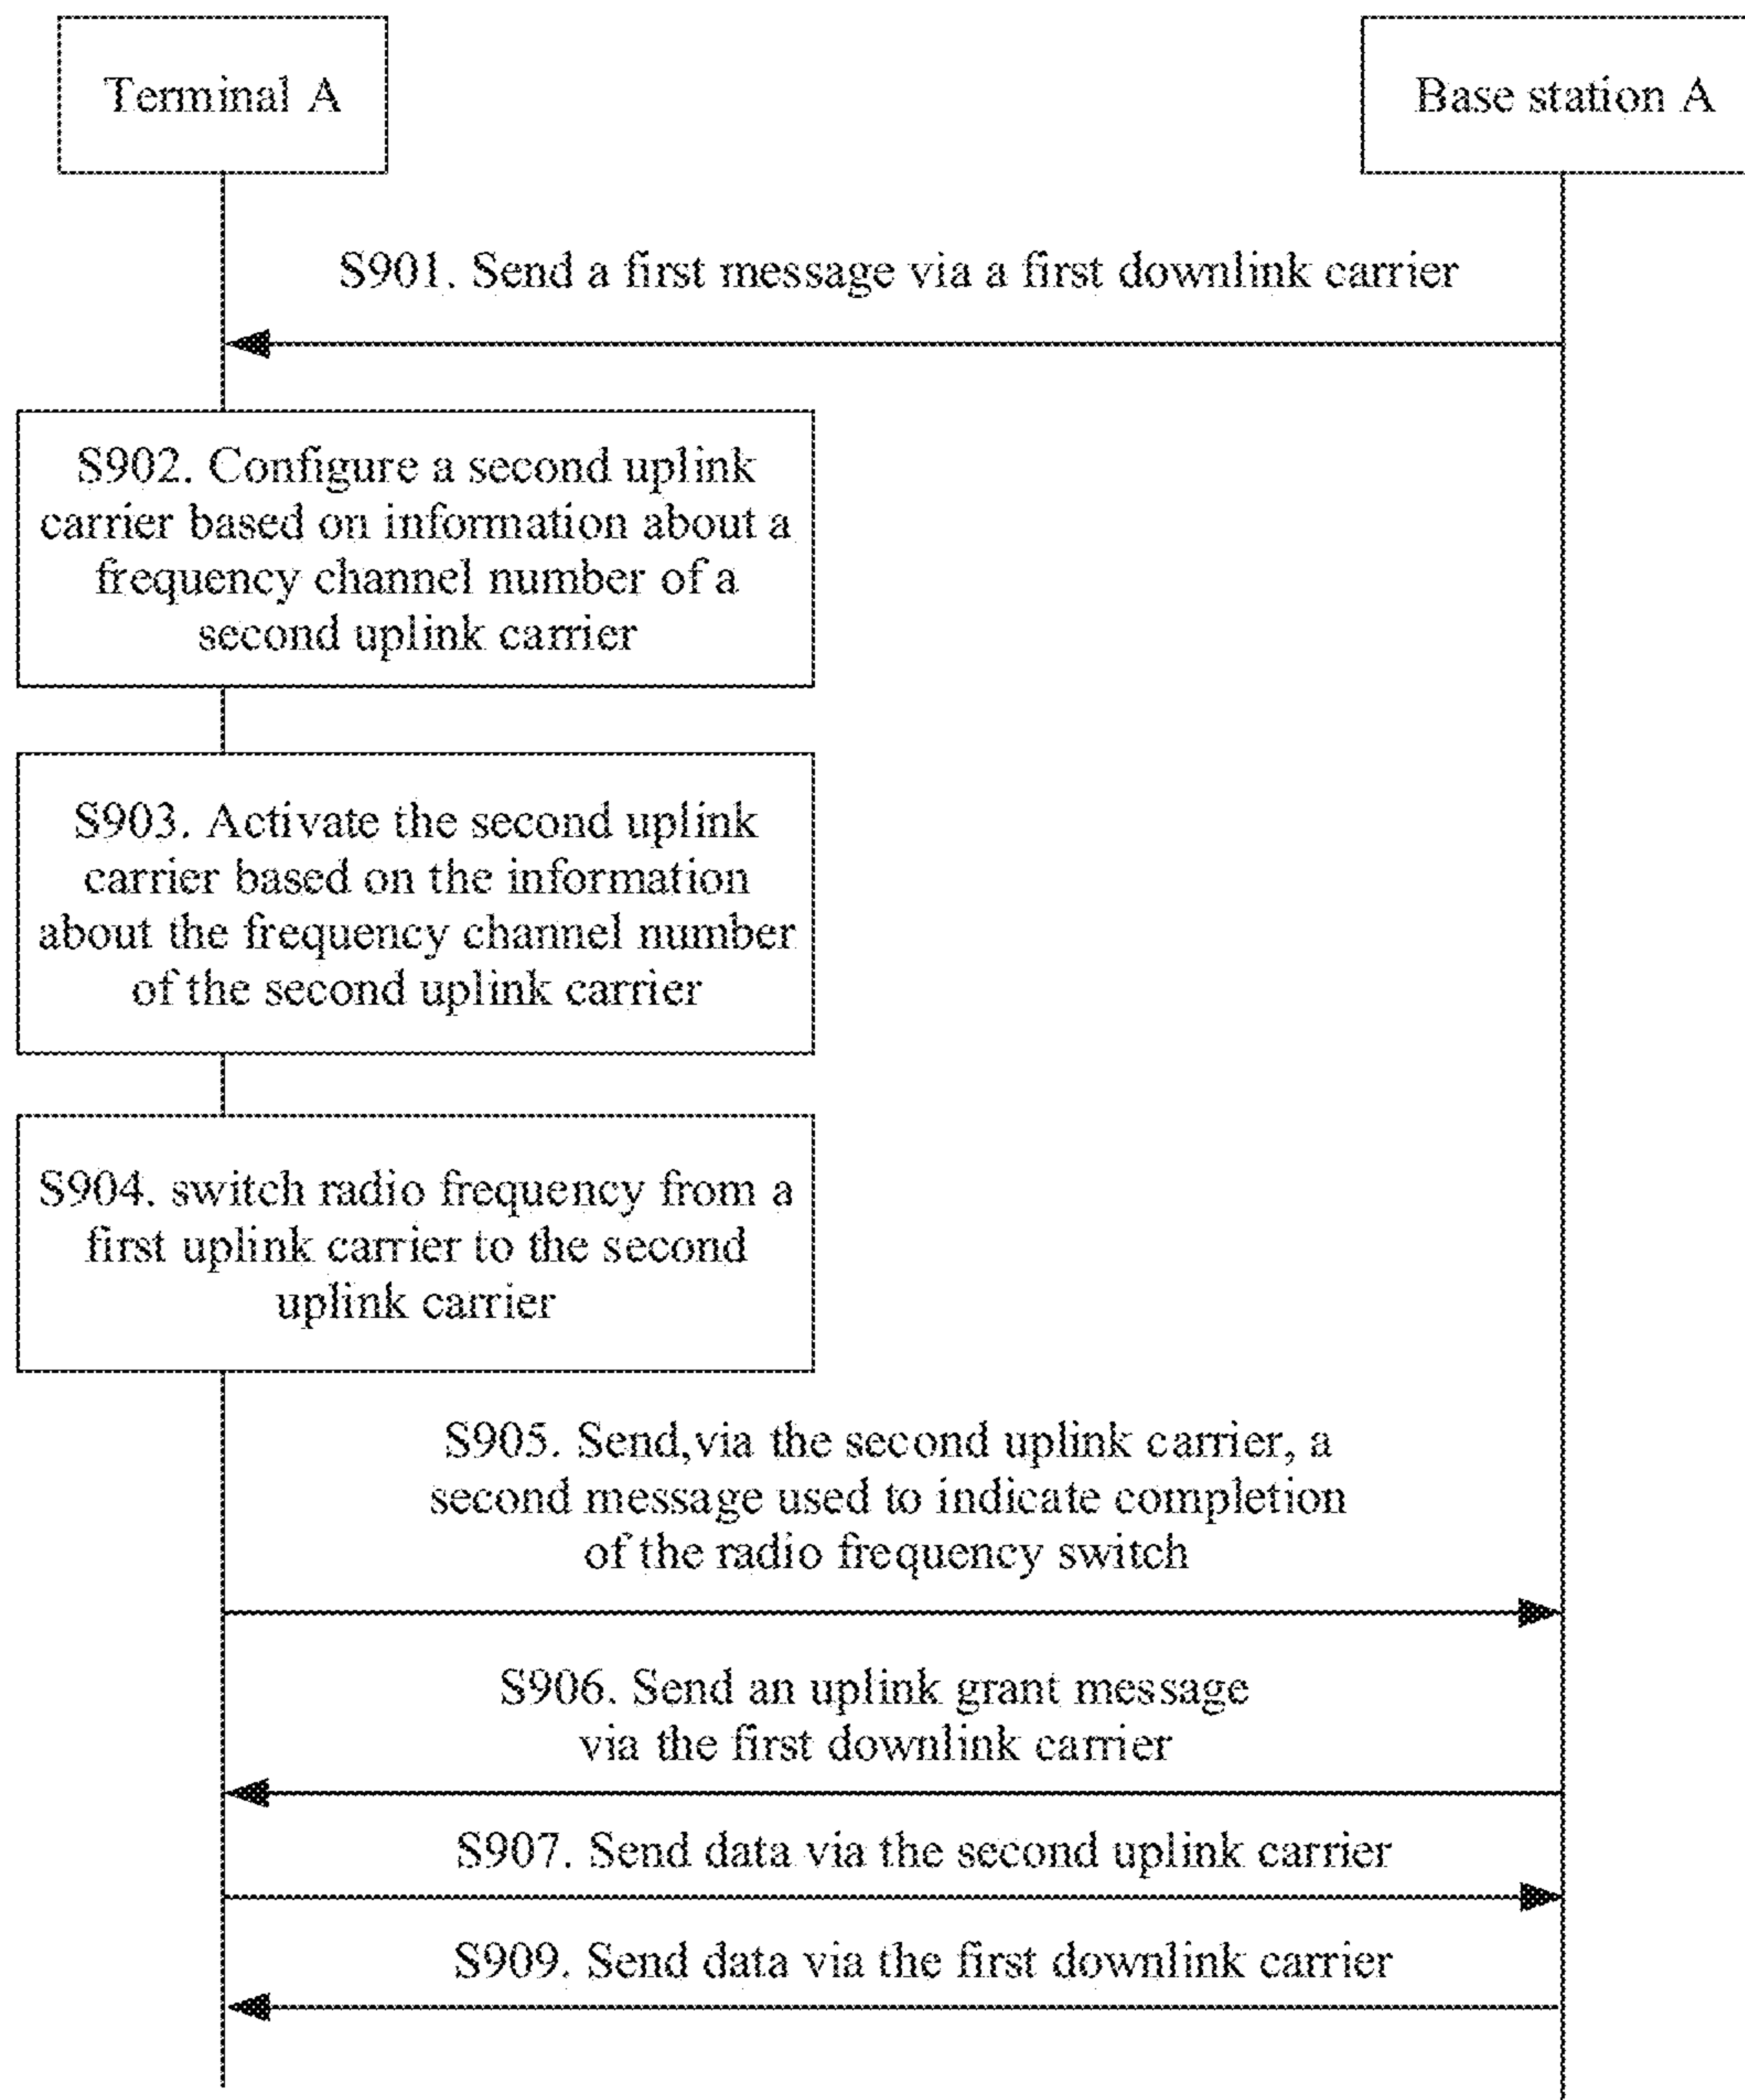 Terminal A
Base station A
S901. Send a first message via a first downlink carrier
S902. Configure a second uplink
carrier based on information about a
frequency channel number of a
second uplink carrier
S903. Activate the second uplink
carrier based on the information
about the frequency channel number
of the second uplink carrier
S904. switch radio frequency from a
first uplink carrier to the second
uplink carrier
S905. Send,via the second uplink carrier, a
second message used to indicate completion
of the radio frequency switch
S906. Send an uplink grant message
via the first downlink carrier
S907. Send data via the second uplink carrier
S909. Send data via the first downlink carrier